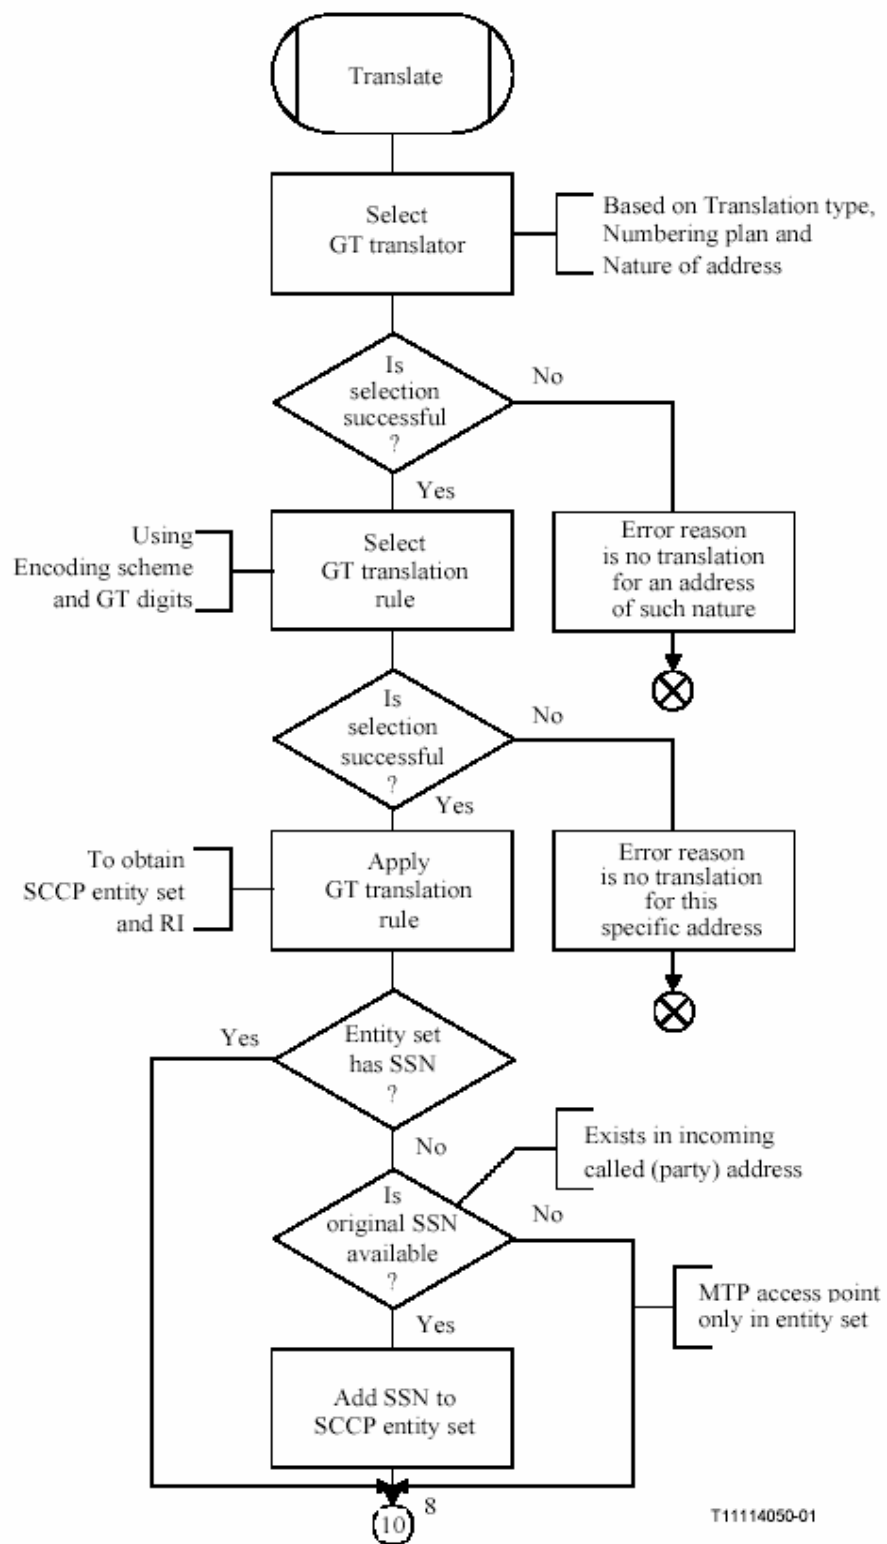 Translate
Select
GT translator
Based on Translation type,
Numbering plan and
Nature of address
Is
selection
successful
?
No
Yes
Using
Encoding scheme
and GT digits
Select
GT translation
rule
Error reason
is no translation
for an address
of such nature
Is
selection
successful
?
No
Yes
To obtain
SCCP entity set
and RI
Apply
GT translation
rule
Error reason
is no translation
for this
specific address
Yes
Entity set
has SSN
?
No
Exists in incoming
called (party) address
Is
original SSN
available
?
No
Yes
MTP access point
only in entity set
Add SSN to
SCCP entity set
8
10
T11114050-01